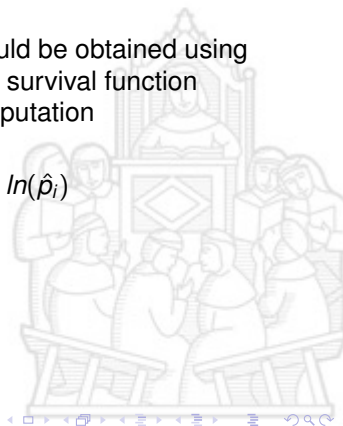 uld be obtained using
survival function
putation
ln(p̂ᵢ)